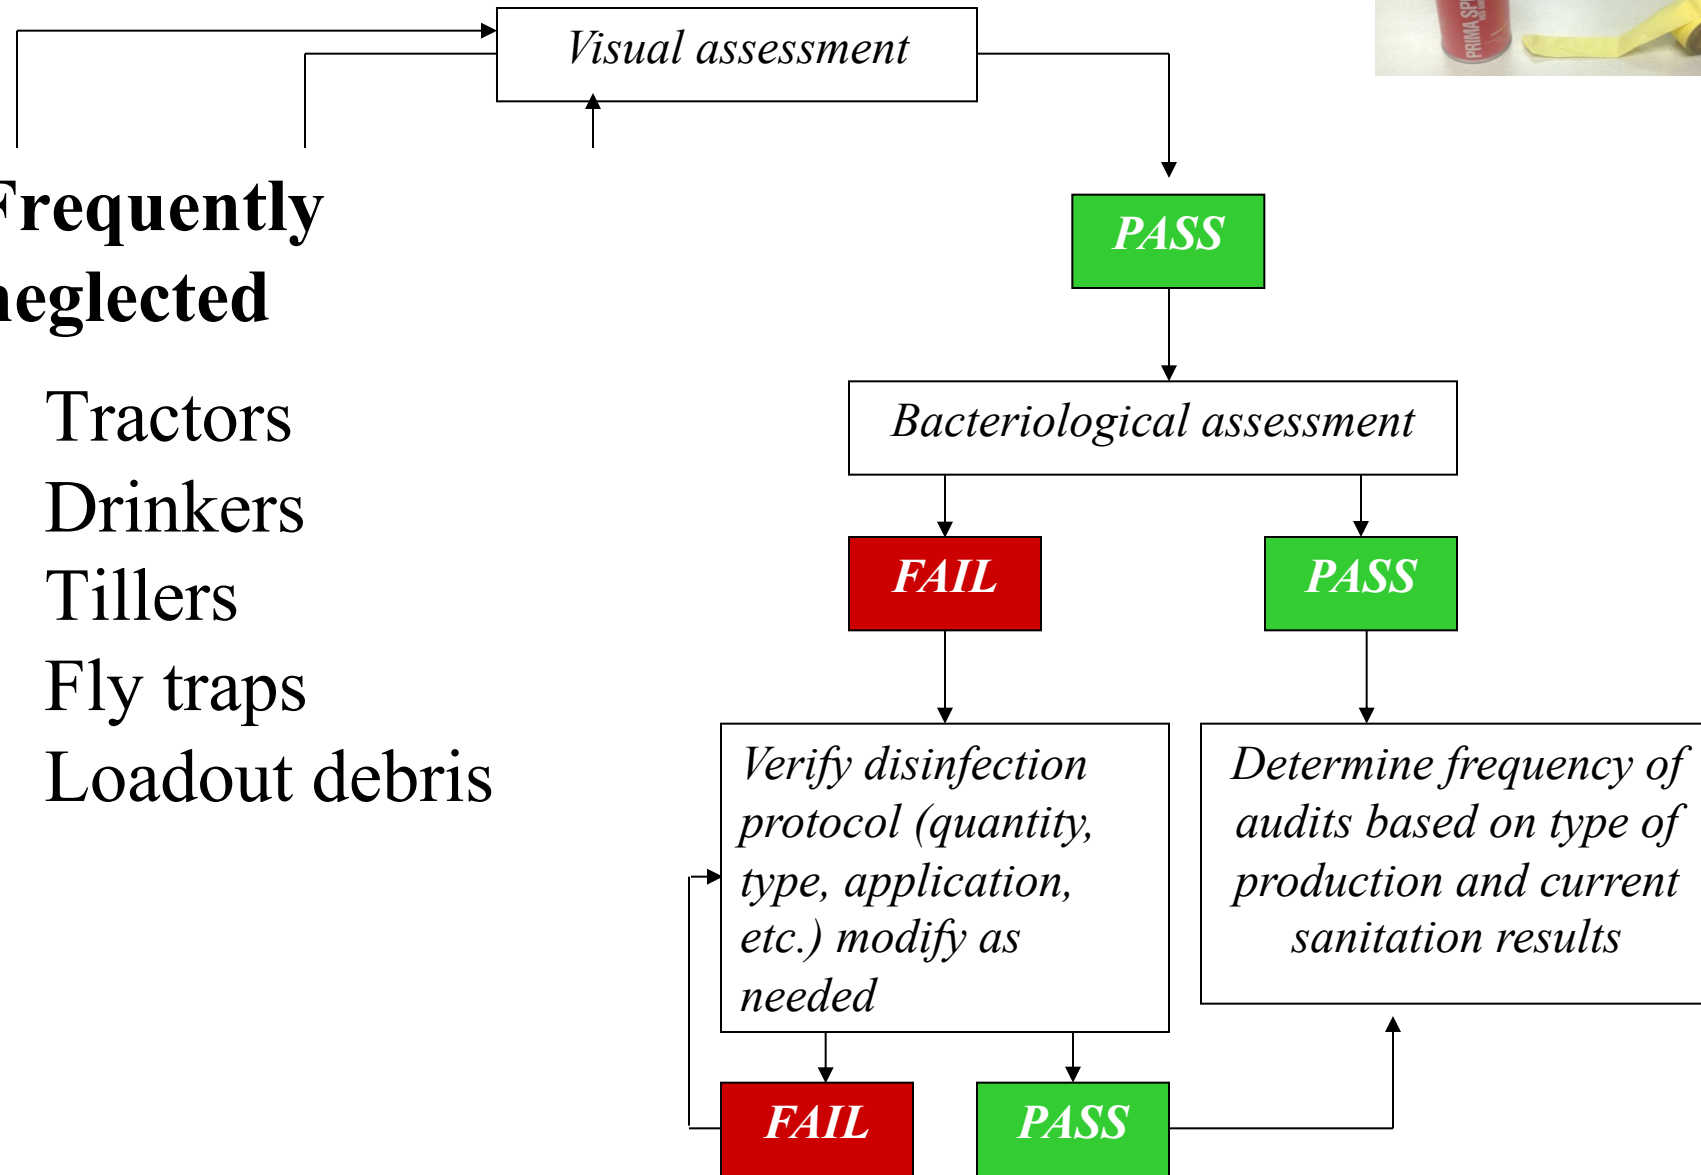 Visual assessment
PRIMA
Frequently
neglected
PASS
Tractors
Drinkers
Tillers
Fly traps
Loadout debris
Bacteriological assessment
FAIL
PASS
Verify disinfection
protocol (quantity,
type, application,
etc.) modify as
needed
Determine frequency of
audits based on type of
production and current
sanitation results
FAIL
PASS